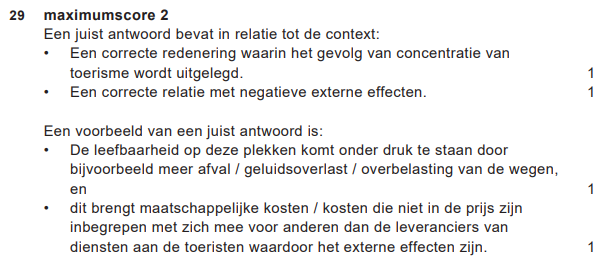 29 maximumscore 2
Een juist antwoord bevat in relatie tot de context:
• Een correcte redenering waarin het gevolg van concentratie van
toerisme wordt uitgelegd. 1
• Een correcte relatie met negatieve externe effecten. 1
Een voorbeeld van een juist antwoord is:
• De leefbaarheid op deze plekken komt onder druk te staan door
bijvoorbeeld meer afval / geluidsoverlast / overbelasting van de wegen,
en 1
• dit brengt maatschappelijke kosten / kosten die niet in de prijs zijn
inbegrepen met zich mee voor anderen dan de leveranciers van
diensten aan de toeristen waardoor het externe effecten zijn. 1